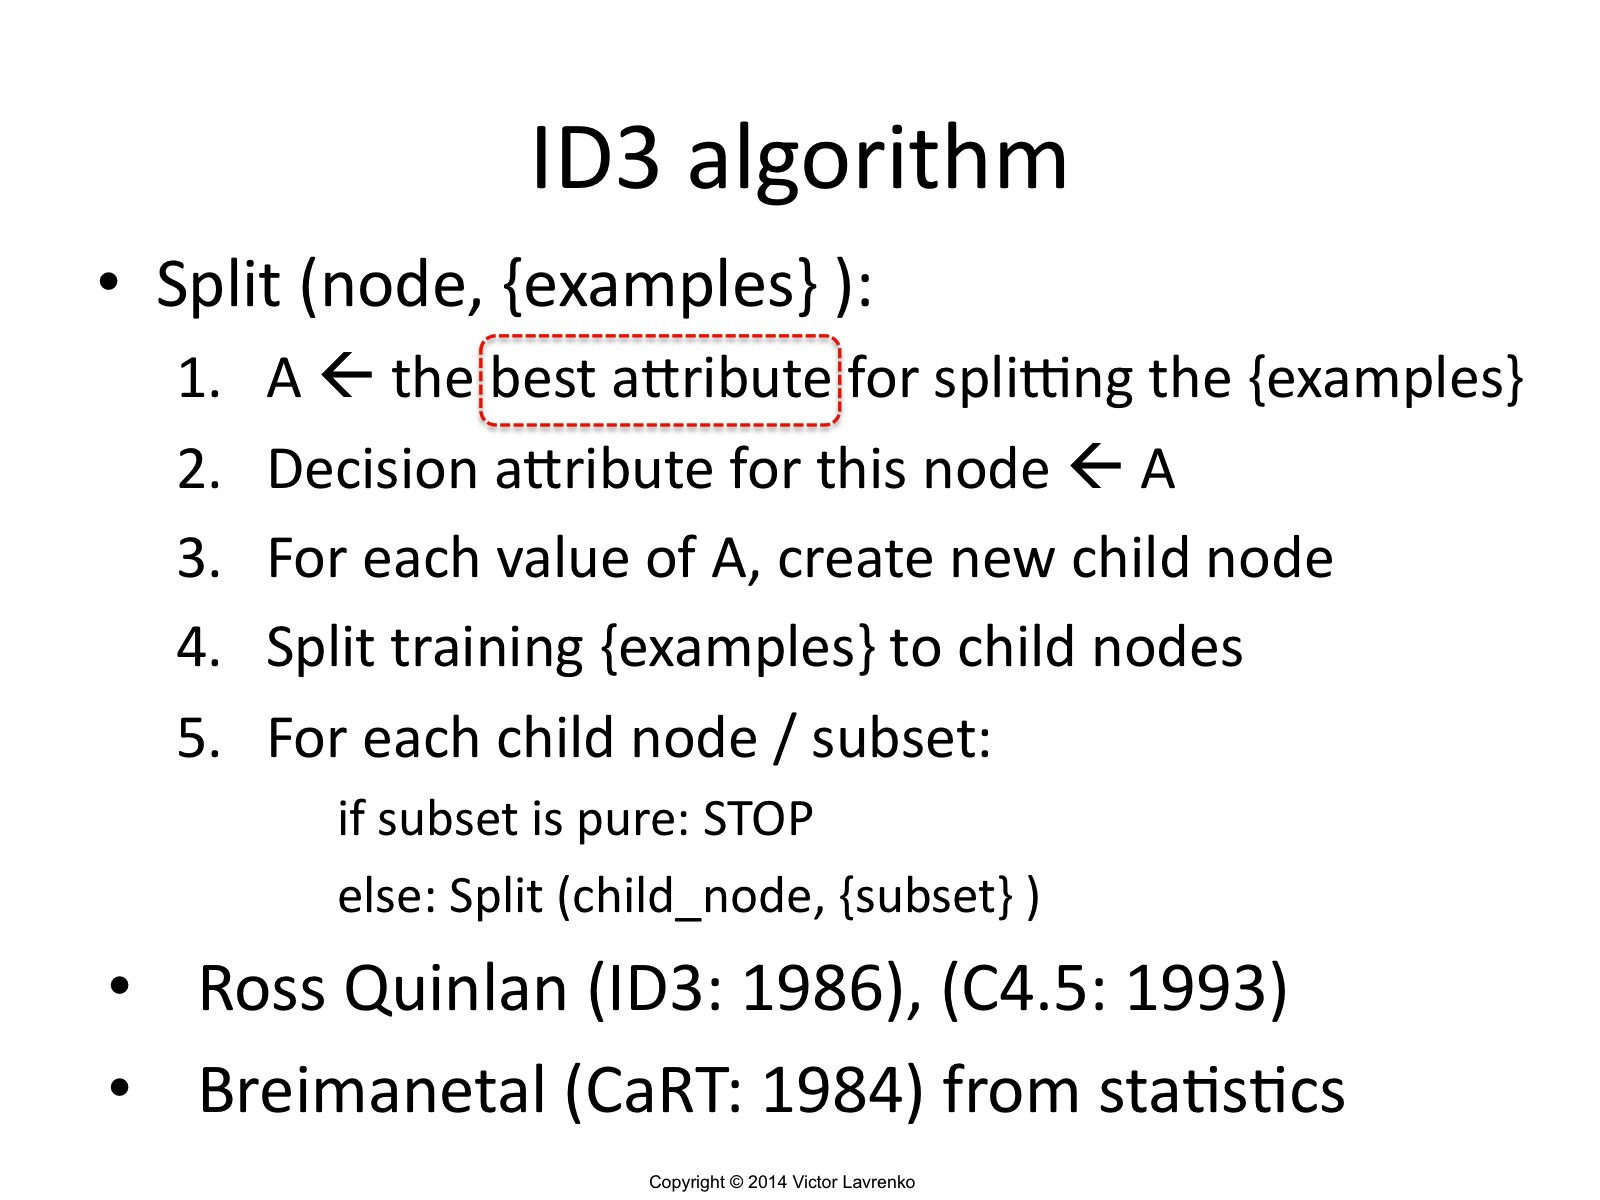 ID3 algorithm
• Split (node, {examples} ):
1. A ← the best attribute for splitting the {examples}
2. Decision attribute for this node ← A
3. For each value of A, create new child node
4. Split training {examples} to child nodes
5. For each child node / subset:
if subset is pure: STOP
else: Split (child_node, {subset} )
• Ross Quinlan (ID3: 1986), (C4.5: 1993)
• Breimanetal (CaRT: 1984) from statistics
Copyright © 2014 Victor Lavrenko